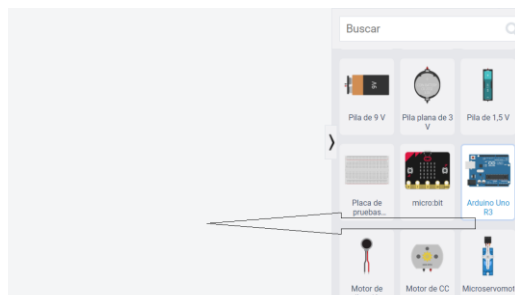 Buscar
Pila de 9 V
Pila plana de 3
V
Pila de 1,5 V
Placa de
pruebas...
micro:bit
Arduino Uno
R3
Motor de
Motor de CC
Microservomot